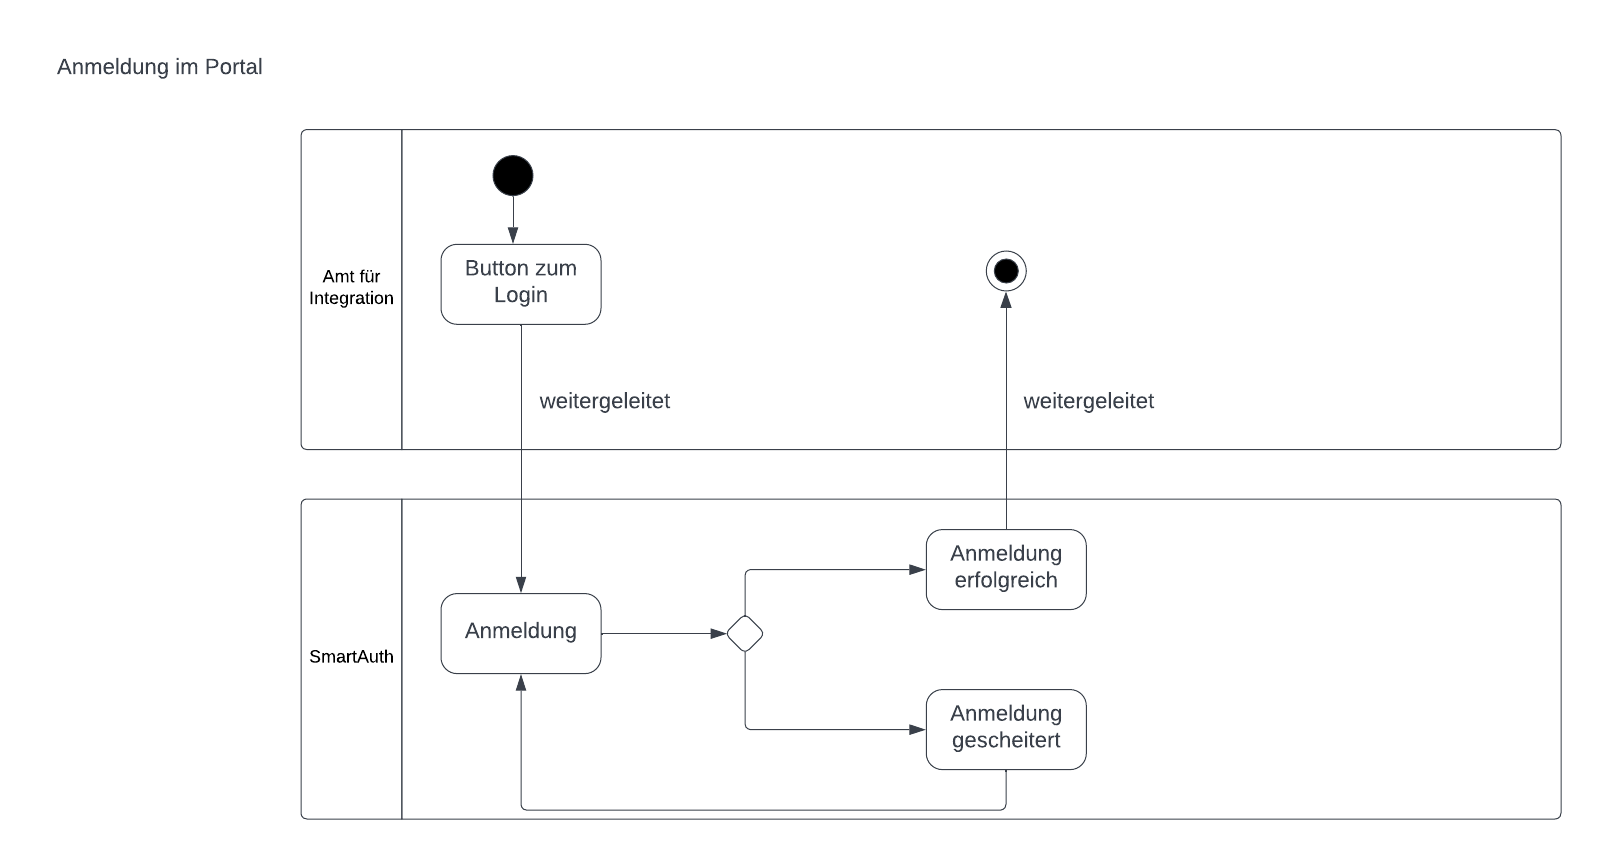 Anmeldung im Portal
Amt für
Integration
Button zum
Login
weitergeleitet
weitergeleitet
SmartAuth
Anmeldung
Anmeldung
erfolgreich
Anmeldung
gescheitert